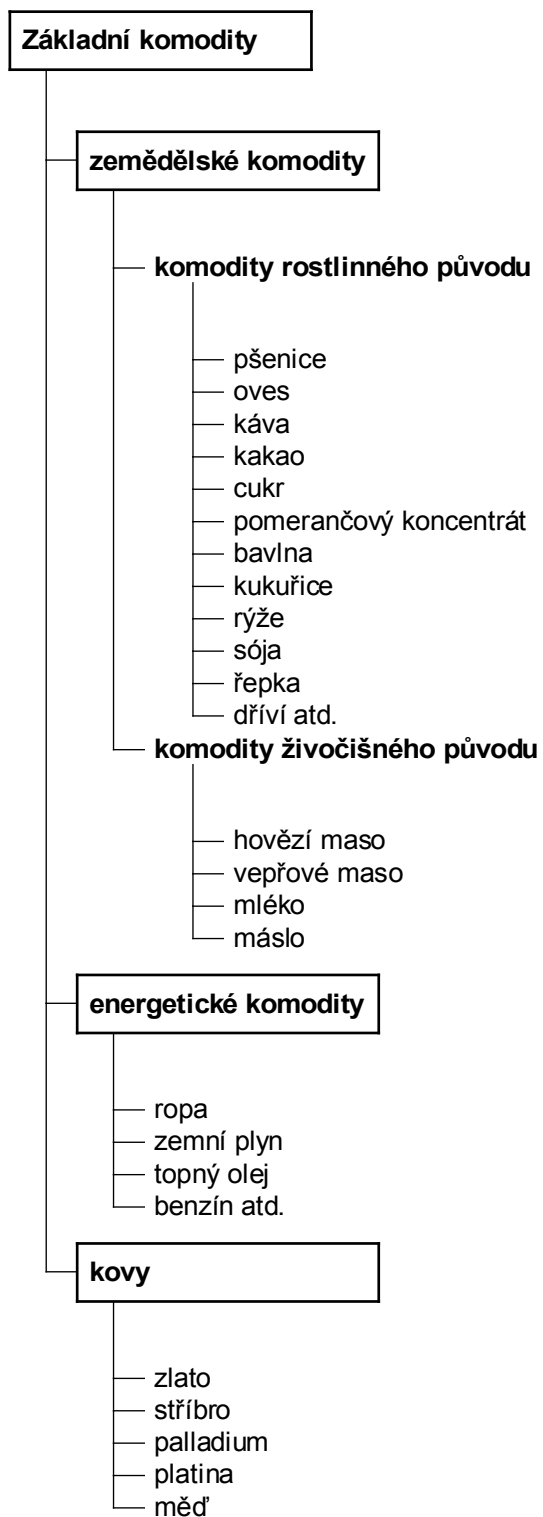 Základní komodity
zemědělské komodity
komodity rostlinného původu
pšenice
oves
káva
kakao
cukr
pomerančový koncentrát
bavlna
kukuřice
rýže
sója
řepka
dříví atd.
komodity živočišného původu
hovězí maso
vepřové maso
mléko
máslo
energetické komodity
ropa
zemní plyn
topný olej
benzín atd.
kovy
zlato
stříbro
palladium
platina
měď